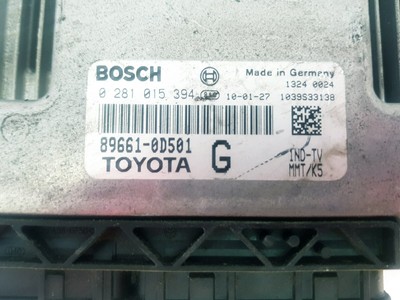 BOSCH Made in Germany
1324 0024
0 281 015 394 10-01-27 1039S33138
89661-0D501
TOYOTA G IND-TV
MMT/K5